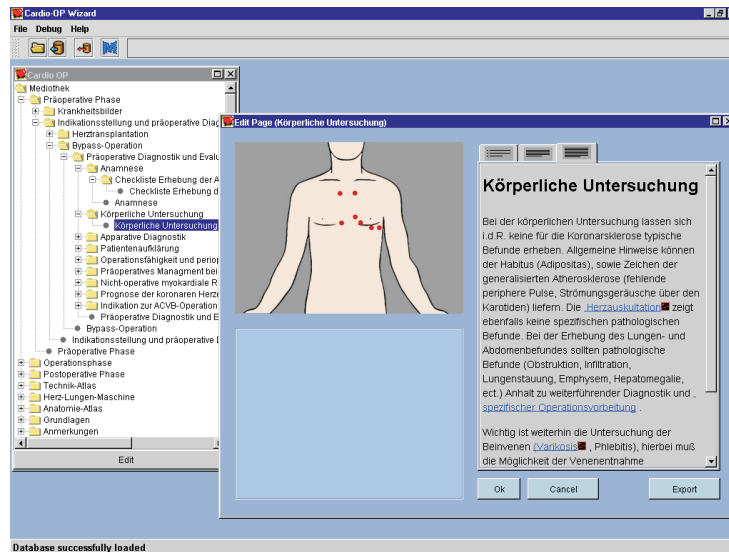 Cardio-OP Wizard
File Debug Help
Cardio OP
Mediothek
Präoperative Phase
Krankheitsbilder
Indikationsstellung und präoperative Diag
Herztransplantation
Bypass-Operation
Präoperative Diagnostik und Evalu
Anamnese
Checkliste Erhebung der A
Checkliste Erhebung d
Anamnese
Körperliche Untersuchung
Körperliche Untersuchung
Apparative Diagnostik
Patientenaufklärung
Operationsfähigkeit und periop
Präoperatives Managment bei
Nicht-operative myokardiale R
Prognose der koronaren Herze
Indikation zur ACVB-Operation
Präoperative Diagnostik und E
Bypass-Operation
Indikationsstellung und präoperative D
Präoperative Phase
Operationsphase
Postoperative Phase
Technik-Atlas
Herz-Lungen-Maschine
Anatomie-Atlas
Grundlagen
Anmerkungen
Edit
Edit Page (Körperliche Untersuchung)
Körperliche Untersuchung
Bei der körperlichen Untersuchung lassen sich
i.d.R. keine für die Koronarsklerose typische
Befunde erheben. Allgemeine Hinweise können
der Habitus (Adipositas), sowie Zeichen der
generalisierten Atherosklerose (fehlende
periphere Pulse, Strömungsgeräusche über den
Karotiden) liefern. Die Herzauskultation zeigt
ebenfalls keine spezifischen pathologischen
Befunde. Bei der Erhebung des Lungen- und
Abdomenbefundes sollten pathologische
Befunde (Obstruktion, Infiltration,
Lungenstauung, Emphysem, Hepatomegalie,
ect.) Anhalt zu weiterführender Diagnostik und
spezifischer Operationsvorbeitung .
Wichtig ist weiterhin die Untersuchung der
Beinvenen (Varikosis , Phlebitis), hierbei muß
die Möglichkeit der Venenentnahme
Ok Cancel Export
Database successfully loaded